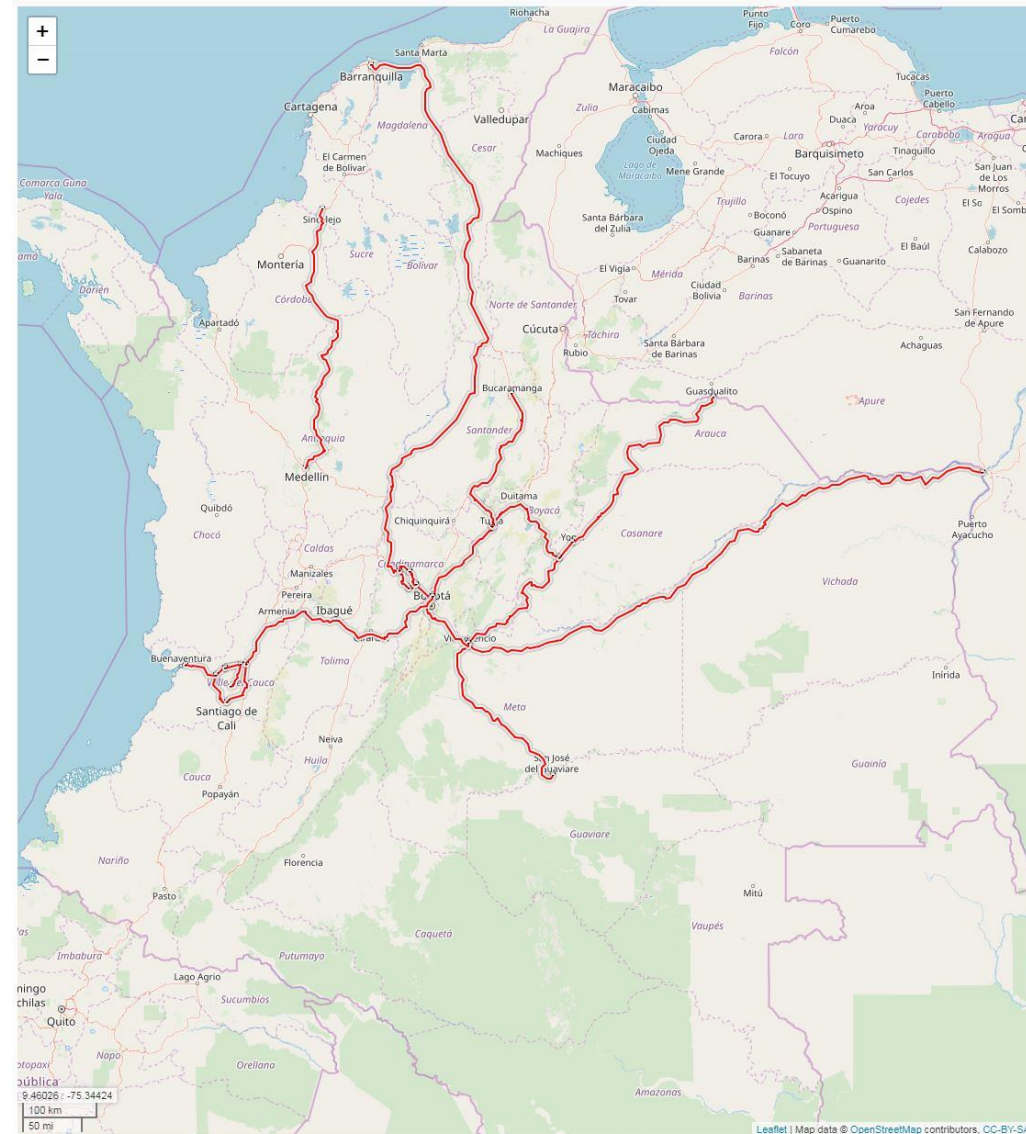 Riohacha
Punto
Fijo
Coro
Puerto
Cumarebo
+
−
La Guajira
Falcón
Santa Marta
Barranquilla
Maracaibo
Tucacas
Cabimas
Puerto
Cabello
Cartagena
Zulia
Aroa
Magdalena
Valledupar
Duaca
Yaracuy
Carabobo
Aragua
Ciudad
Ojeda
Carora
Lara
Cesar
Machiques
Barquisimeto
Tinaquillo
El Carmen
de Bolívar
Lago de
Maracaibo
Mene Grande
El Tocuyo
San Carlos
San Juan
de Los
Morros
Comarca Guna
Yala
Trujillo
Acarigua
Cojedes
Ospino
Santa Bárbara
del Zulia
Boconó
Portuguesa
Guanare
El Baúl
Calabozo
Sucre
Bolívar
Montería
Sabaneta
de Barinas
Guanarito
Barinas
El Vigía
Mérida
Darién
Ciudad
Bolivia
Barinas
Córdoba
Norte de Santander
Tovar
Apartadó
San Fernando
de Apure
Cúcuta
Táchira
Rubio
Santa Bárbara
de Barinas
Achaguas
Bucaramanga
Guasdualito
Apure
Santander
Arauca
Antioquia
Medellín
Duitama
Quibdó
Chiquinquirá
Boyacá
Puerto
Ayacucho
Chocó
Casanare
Caldas
Cundinamarca
Manizales
Vichada
Pereira
Bogotá
Armenia
Ibagué
Buenaventura
Tolima
Inírida
Valle del Cauca
Santiago de
Cali
Meta
Neiva
San José
del Guaviare
Huila
Guainía
Cauca
Popayán
Guaviare
Nariño
Florencia
Pasto
Mitú
Vaupés
Caquetá
Imbabura
Putumayo
Lago Agrio
Sucumbíos
Quito
Napo
Orellana
Amazonas
9.46026 : -75.34424
100 km
50 mi
Leaflet | Map data © OpenStreetMap contributors, CC-BY-SA